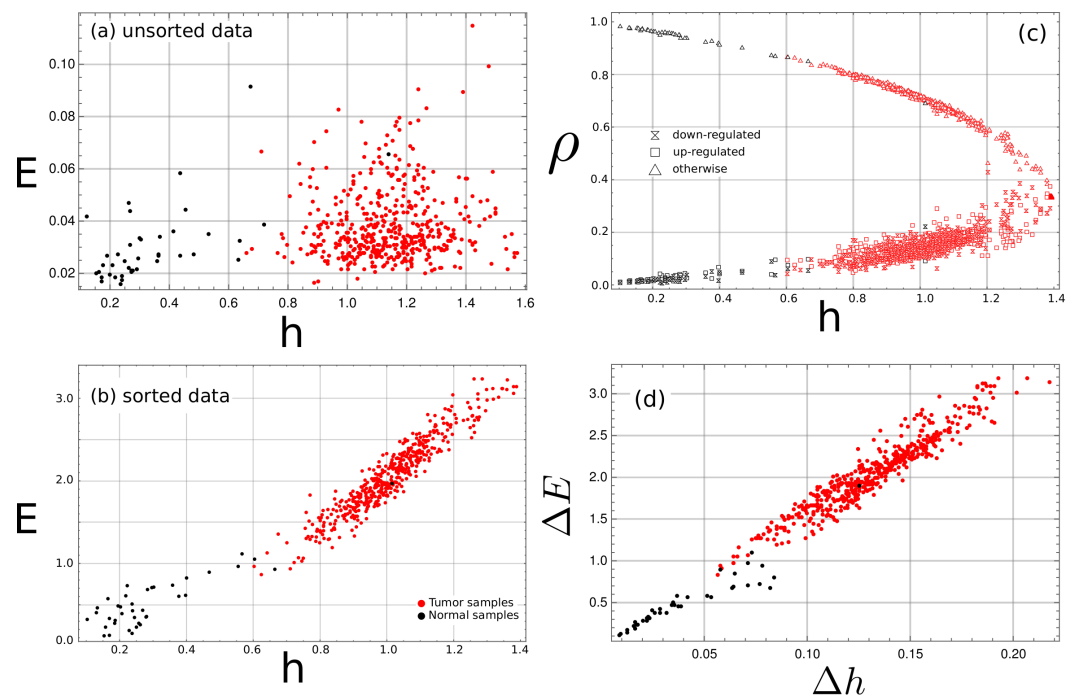 (a) unsorted data
E
0.10
0.08
0.06
0.04
0.02
0.2 0.4 0.6 0.8 1.0 1.2 1.4 1.6
h
(c)
ρ
1.0
0.8
0.6
0.4
0.2
0.0
down-regulated
up-regulated
otherwise
0.2 0.4 0.6 0.8 1.0 1.2 1.4
h
(b) sorted data
E
3.0
2.0
1.0
0.0
Tumor samples
Normal samples
0.2 0.4 0.6 0.8 1.0 1.2 1.4
h
(d)
ΔE
3.0
2.5
2.0
1.5
1.0
0.5
0.05 0.10 0.15 0.20
Δh